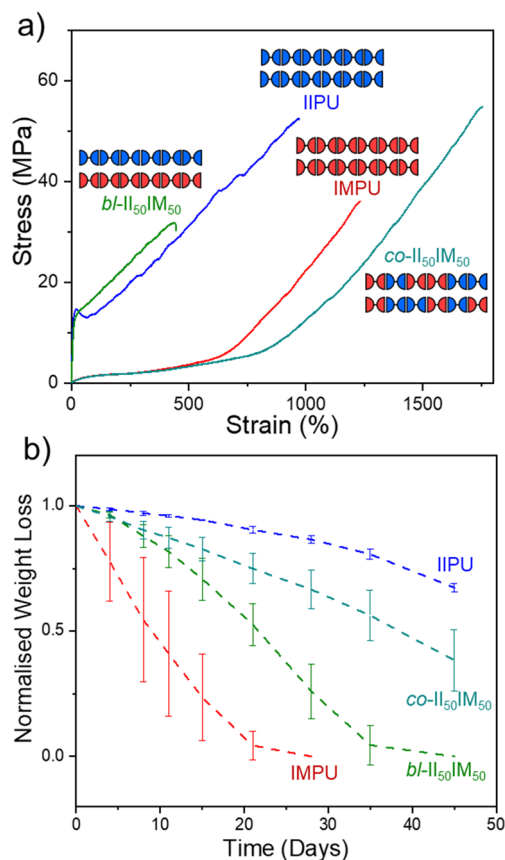 a)
60
40
20
0
Stress (MPa)
IIPU
bl-II₅₀IM₅₀
IMPU
co-II₅₀IM₅₀
0 500 1000 1500
Strain (%)
b)
1.0
0.5
0.0
Normalised Weight Loss
IIPU
co-II₅₀IM₅₀
IMPU
bl-II₅₀IM₅₀
0 10 20 30 40 50
Time (Days)